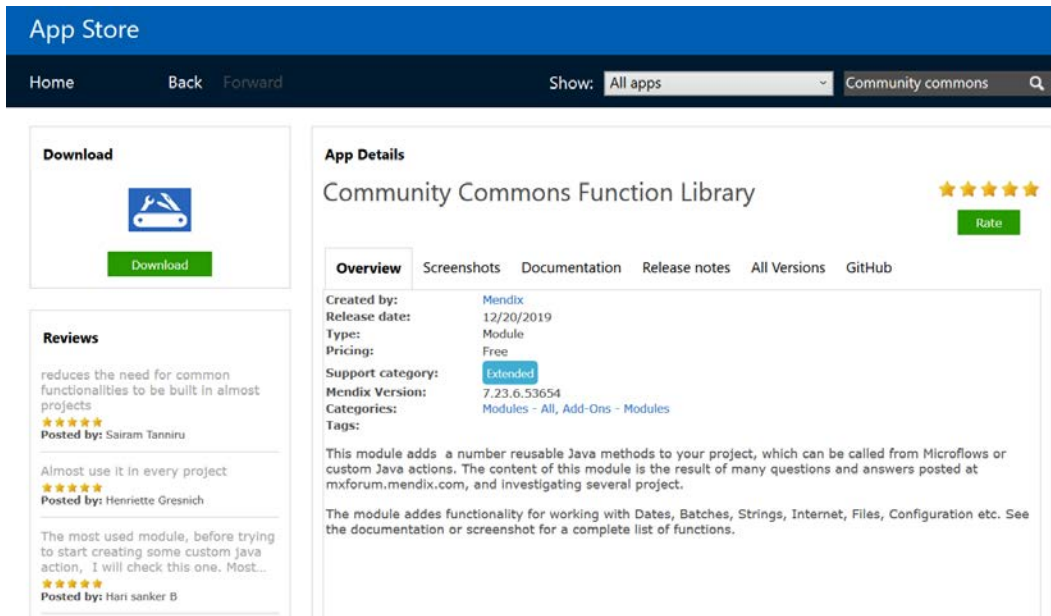 App Store
Home Back Forward Show: All apps Community commons
Download
Download
Reviews
reduces the need for common
functionalities to be built in almost
projects
Posted by: Sairam Tanniru
Almost use it in every project
Posted by: Henriette Gresnich
The most used module, before trying
to start creating some custom java
action, I will check this one. Most...
Posted by: Hari sanker B
App Details
Community Commons Function Library
Rate
Overview Screenshots Documentation Release notes All Versions GitHub
Created by: Mendix
Release date: 12/20/2019
Type: Module
Pricing: Free
Support category: Extended
Mendix Version: 7.23.6.53654
Categories: Modules - All, Add-Ons - Modules
Tags:
This module adds a number reusable Java methods to your project, which can be called from Microflows or
custom Java actions. The content of this module is the result of many questions and answers posted at
mxforum.mendix.com, and investigating several project.
The module addes functionality for working with Dates, Batches, Strings, Internet, Files, Configuration etc. See
the documentation or screenshot for a complete list of functions.